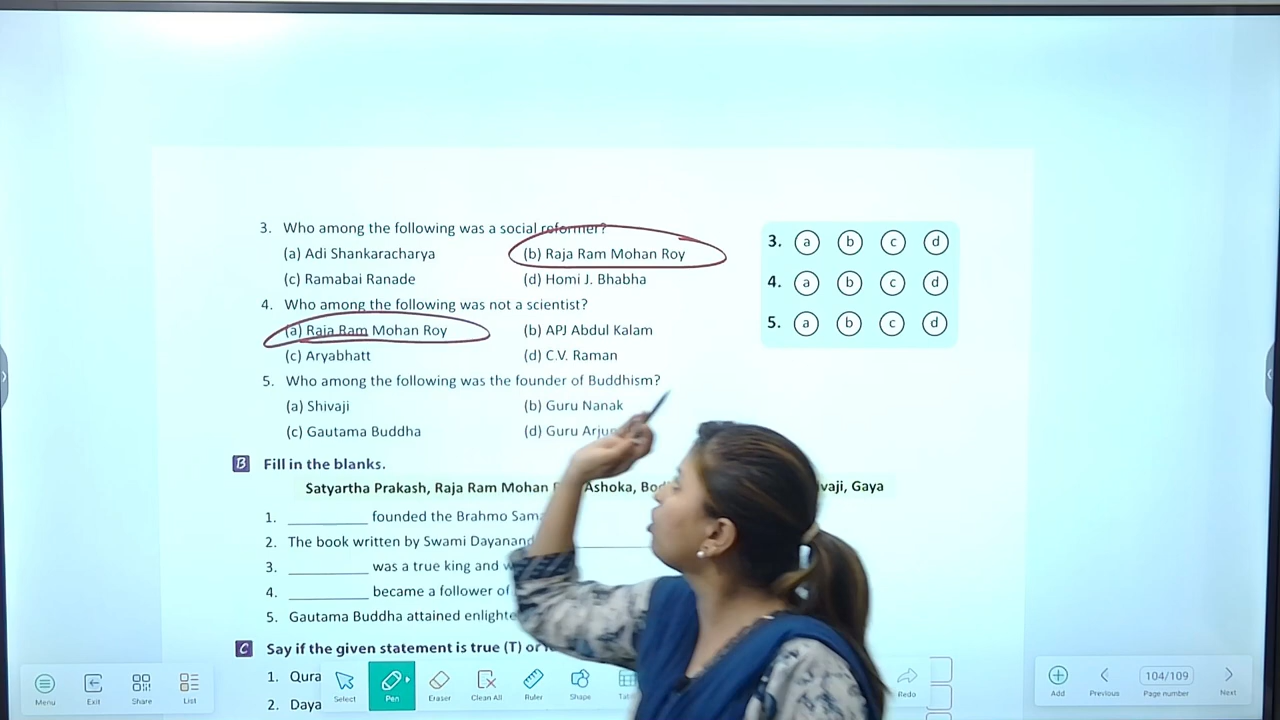 3. Who among the following was a social reformer?
(a) Adi Shankaracharya (b) Raja Ram Mohan Roy
(c) Ramabai Ranade (d) Homi J. Bhabha
4. Who among the following was not a scientist?
(a) Raja Ram Mohan Roy (b) APJ Abdul Kalam
(c) Aryabhatt (d) C.V. Raman
5. Who among the following was the founder of Buddhism?
(a) Shivaji (b) Guru Nanak
(c) Gautama Buddha (d) Guru
3. a b c d
4. a b c d
5. a b c d
B Fill in the blanks.
Satyartha Prakash, Raja Ram Mohan Ashoka, Gaya
1. __________ founded the Brahmo
2. The book written by Swami __________
3. __________ was a true king and
4. __________ became a follower of
5. Gautama Buddha attained
C Say if the given statement is true (T) or
1.
2.
Menu Exit Share List Select Pen Eraser Clean All Ruler Shape Redo Add Previous 104/109 Page number Next